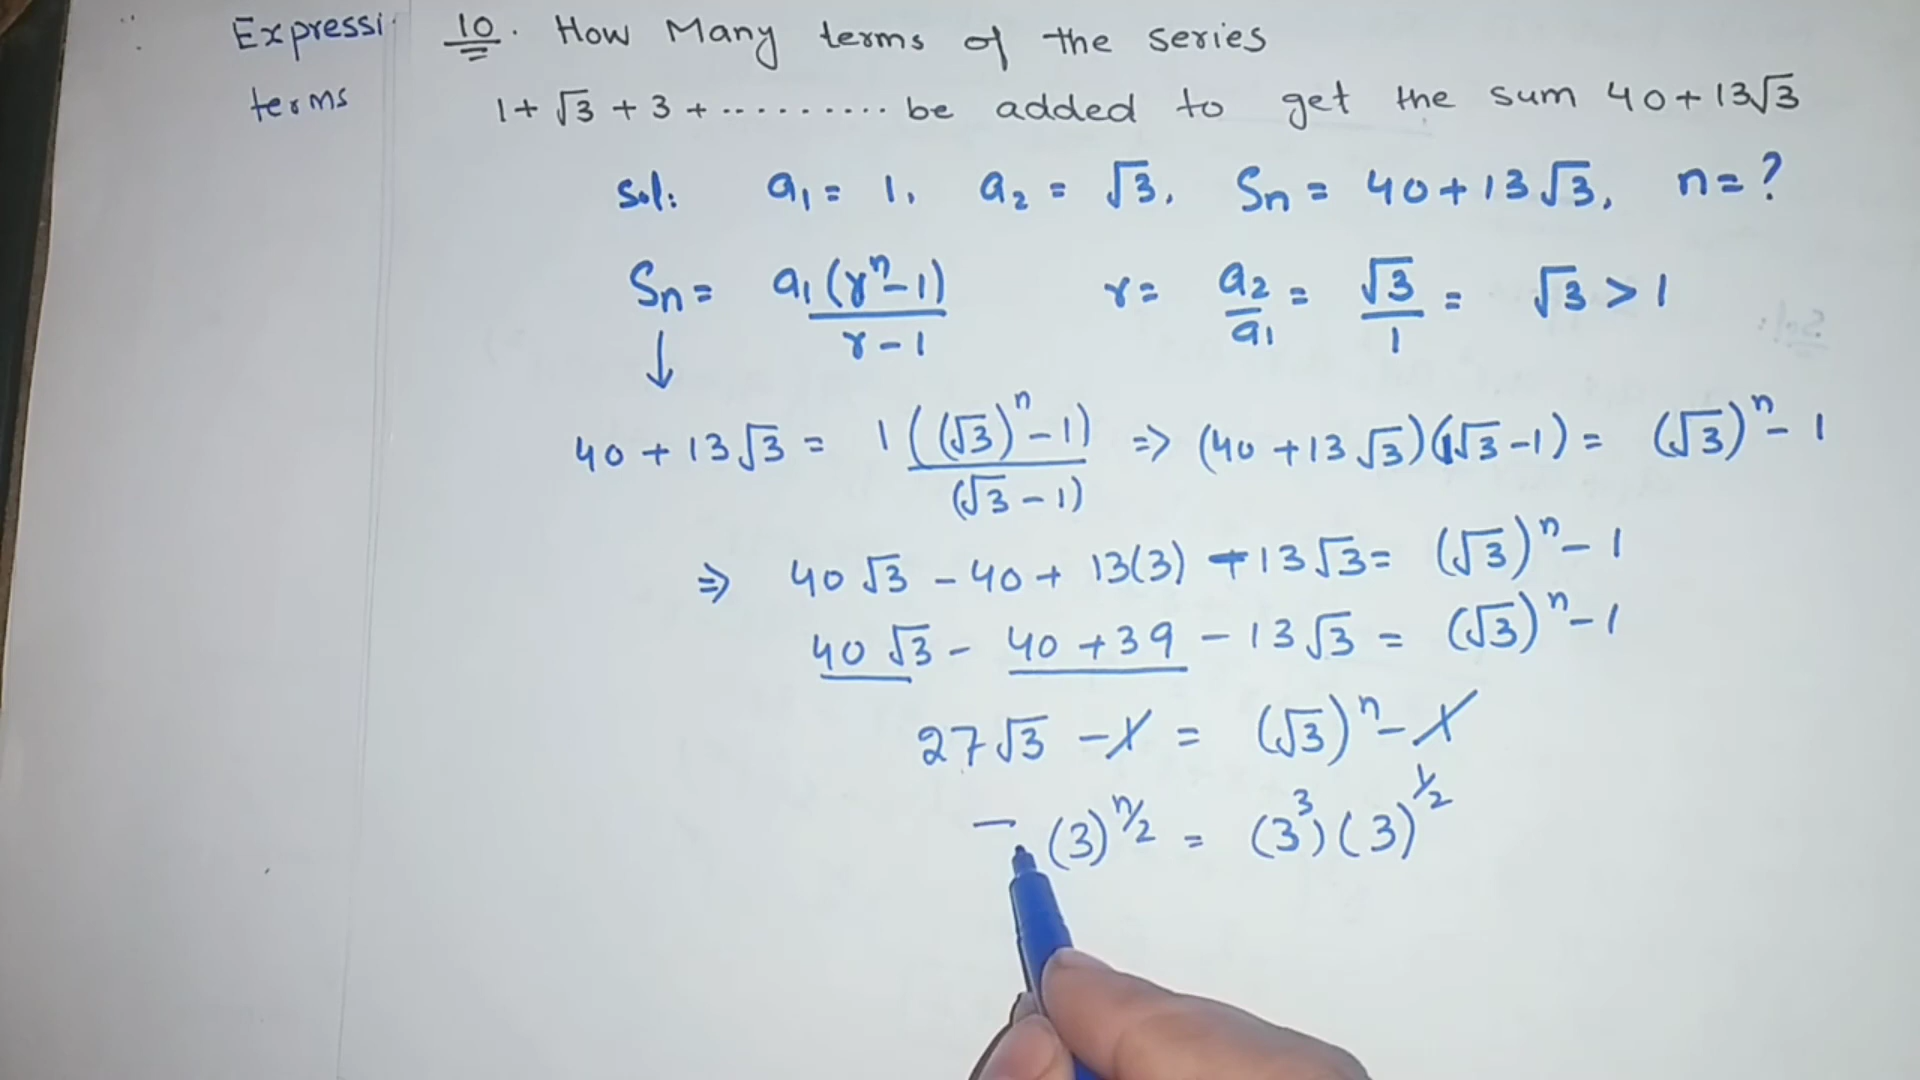 Expressi
terms
10. How Many terms of the series
1 + √3 + 3 + .......... be added to get the sum 40 + 13√3
Sol: a₁ = 1, a₂ = √3, Sn = 40 + 13√3, n = ?
Sn = a₁(rⁿ - 1) / r - 1    r = a₂/a₁ = √3/1 = √3 > 1
↓
40 + 13√3 = 1((√3)ⁿ - 1) / (√3 - 1) ⇒ (40 + 13√3)(√3 - 1) = (√3)ⁿ - 1
⇒ 40√3 - 40 + 13(3) - 13√3 = (√3)ⁿ - 1
40√3 - 40 + 39 - 13√3 = (√3)ⁿ - 1
27√3 - 1 = (√3)ⁿ - 1
(3)^n/2 = (3³)(3)^1/2